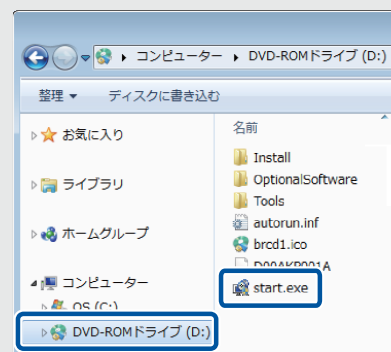 コンピューター ▸ DVD-ROMドライブ (D:)
整理 ▼ ディスクに書き込む
お気に入り
ライブラリ
ホームグループ
コンピューター
OS (C:)
DVD-ROMドライブ (D:)
名前
Install
OptionalSoftware
Tools
autorun.inf
brcd1.ico
D00AKP001A
start.exe